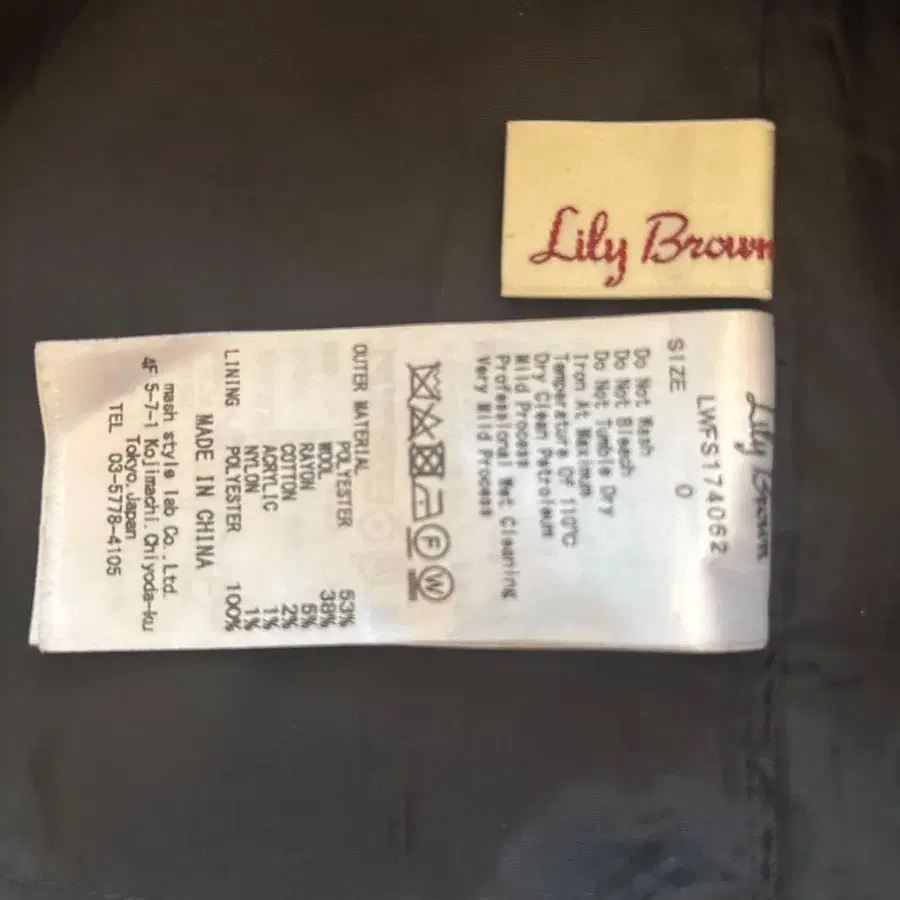 Lily Brown
Lily Brown
LWFS174062
SIZE 0
Do Not Wash
Do Not Bleach
Do Not Tumble Dry
Iron At Maximum
Temperature Of 110℃
Dry Clean Petroleum
Mild Process
Professional Wet Cleaning
Very Mild Process
F W
OUTER MATERIAL
POLYESTER 53%
WOOL 38%
RAYON 5%
COTTON 2%
ACRYLIC 1%
NYLON 1%
LINING POLYESTER 100%
MADE IN CHINA
mash style lab Co.,Ltd.
4F 5-7-1 Kojimachi, Chiyoda-ku
Tokyo, Japan
TEL 03-5778-4105